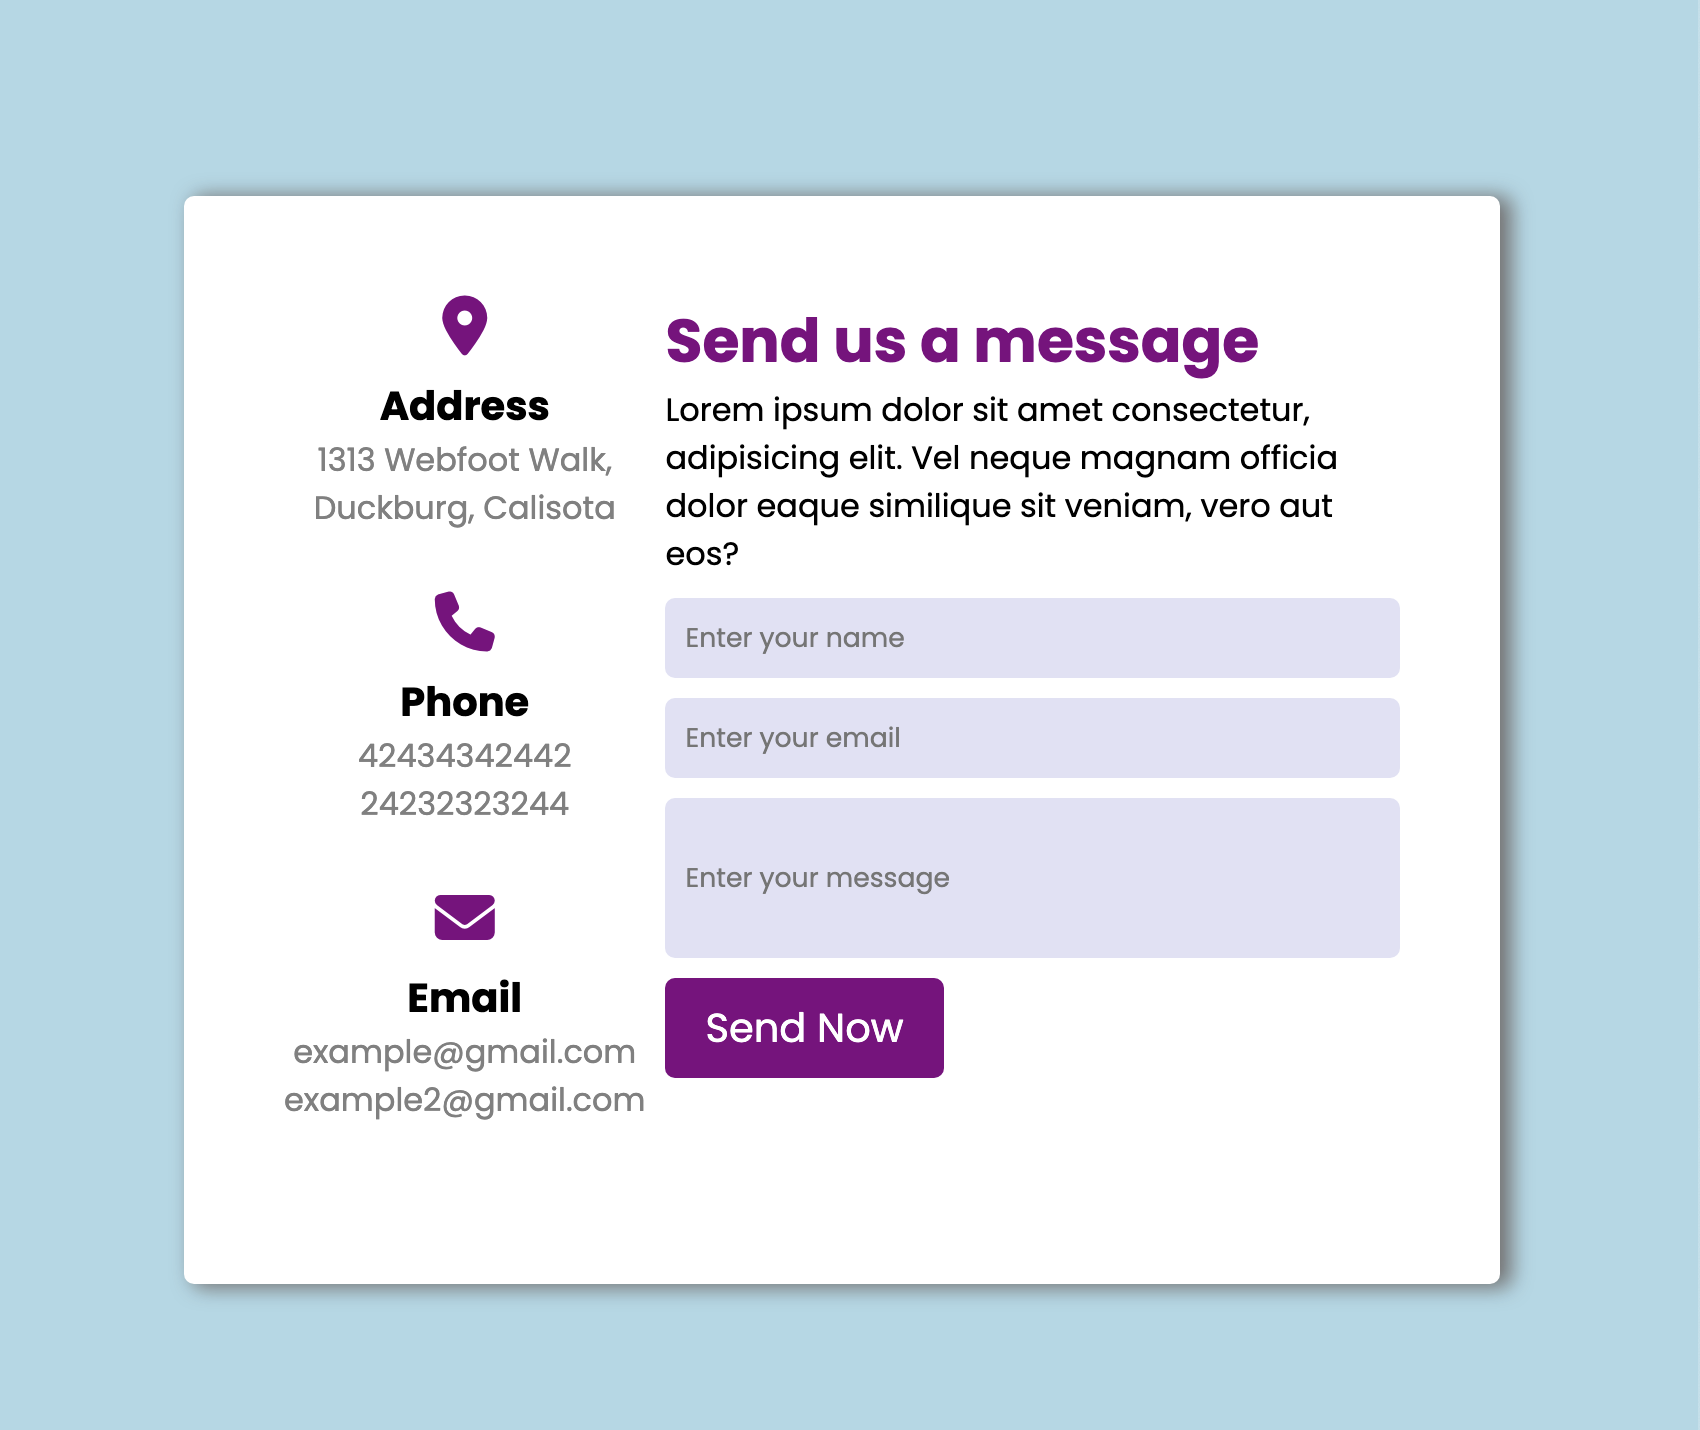 Address
1313 Webfoot Walk,
Duckburg, Calisota
Phone
42434342442
24232323244
Email
example@gmail.com
example2@gmail.com
Send us a message
Lorem ipsum dolor sit amet consectetur,
adipisicing elit. Vel neque magnam officia
dolor eaque similique sit veniam, vero aut
eos?
Enter your name
Enter your email
Enter your message
Send Now